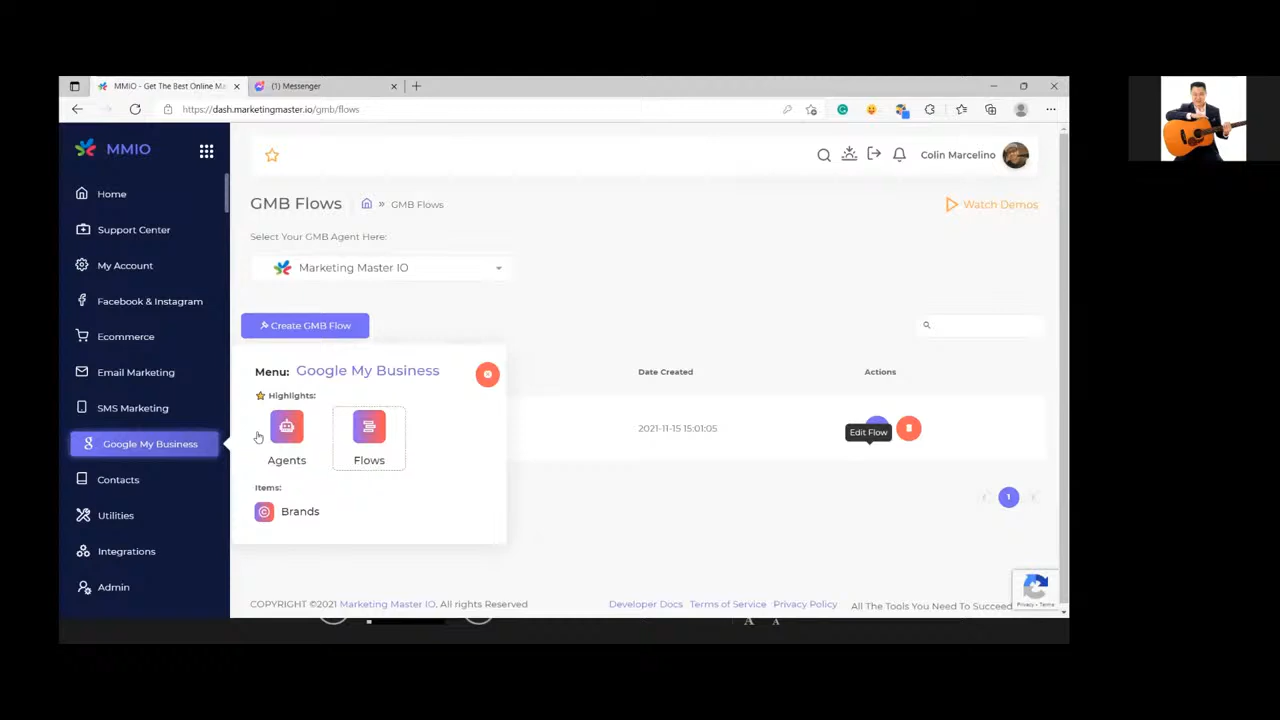 MMIO - Get The Best Online Ma
(1) Messenger
https://dash.marketingmaster.io/gmb/flows
MMIO
Colin Marcelino
Home
Support Center
My Account
Facebook & Instagram
Ecommerce
Email Marketing
SMS Marketing
Google My Business
Contacts
Utilities
Integrations
Admin
GMB Flows
» GMB Flows
Watch Demos
Select Your GMB Agent Here:
Marketing Master IO
Create GMB Flow
Menu: Google My Business
Highlights:
Agents
Flows
Items:
Brands
Date Created
Actions
2021-11-15 15:01:05
Edit Flow
1
COPYRIGHT ©2021 Marketing Master IO. All rights Reserved
Developer Docs
Terms of Service
Privacy Policy
All The Tools You Need To Succeed
Privacy - Terms
A A